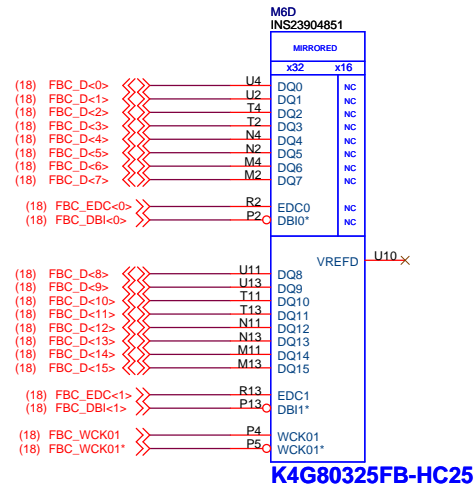 M6D
INS23904851
MIRRORED
x32 x16
(18) FBC_D<0> U4 DQ0 NC
(18) FBC_D<1> U2 DQ1 NC
(18) FBC_D<2> T4 DQ2 NC
(18) FBC_D<3> T2 DQ3 NC
(18) FBC_D<4> N4 DQ4 NC
(18) FBC_D<5> N2 DQ5 NC
(18) FBC_D<6> M4 DQ6 NC
(18) FBC_D<7> M2 DQ7 NC
(18) FBC_EDC<0> R2 EDC0 NC
(18) FBC_DBI<0> P2 DBI0* NC
VREFD U10
(18) FBC_D<8> U11 DQ8
(18) FBC_D<9> U13 DQ9
(18) FBC_D<10> T11 DQ10
(18) FBC_D<11> T13 DQ11
(18) FBC_D<12> N11 DQ12
(18) FBC_D<13> N13 DQ13
(18) FBC_D<14> M11 DQ14
(18) FBC_D<15> M13 DQ15
(18) FBC_EDC<1> R13 EDC1
(18) FBC_DBI<1> P13 DBI1*
(18) FBC_WCK01 P4 WCK01
(18) FBC_WCK01* P5 WCK01*
K4G80325FB-HC25